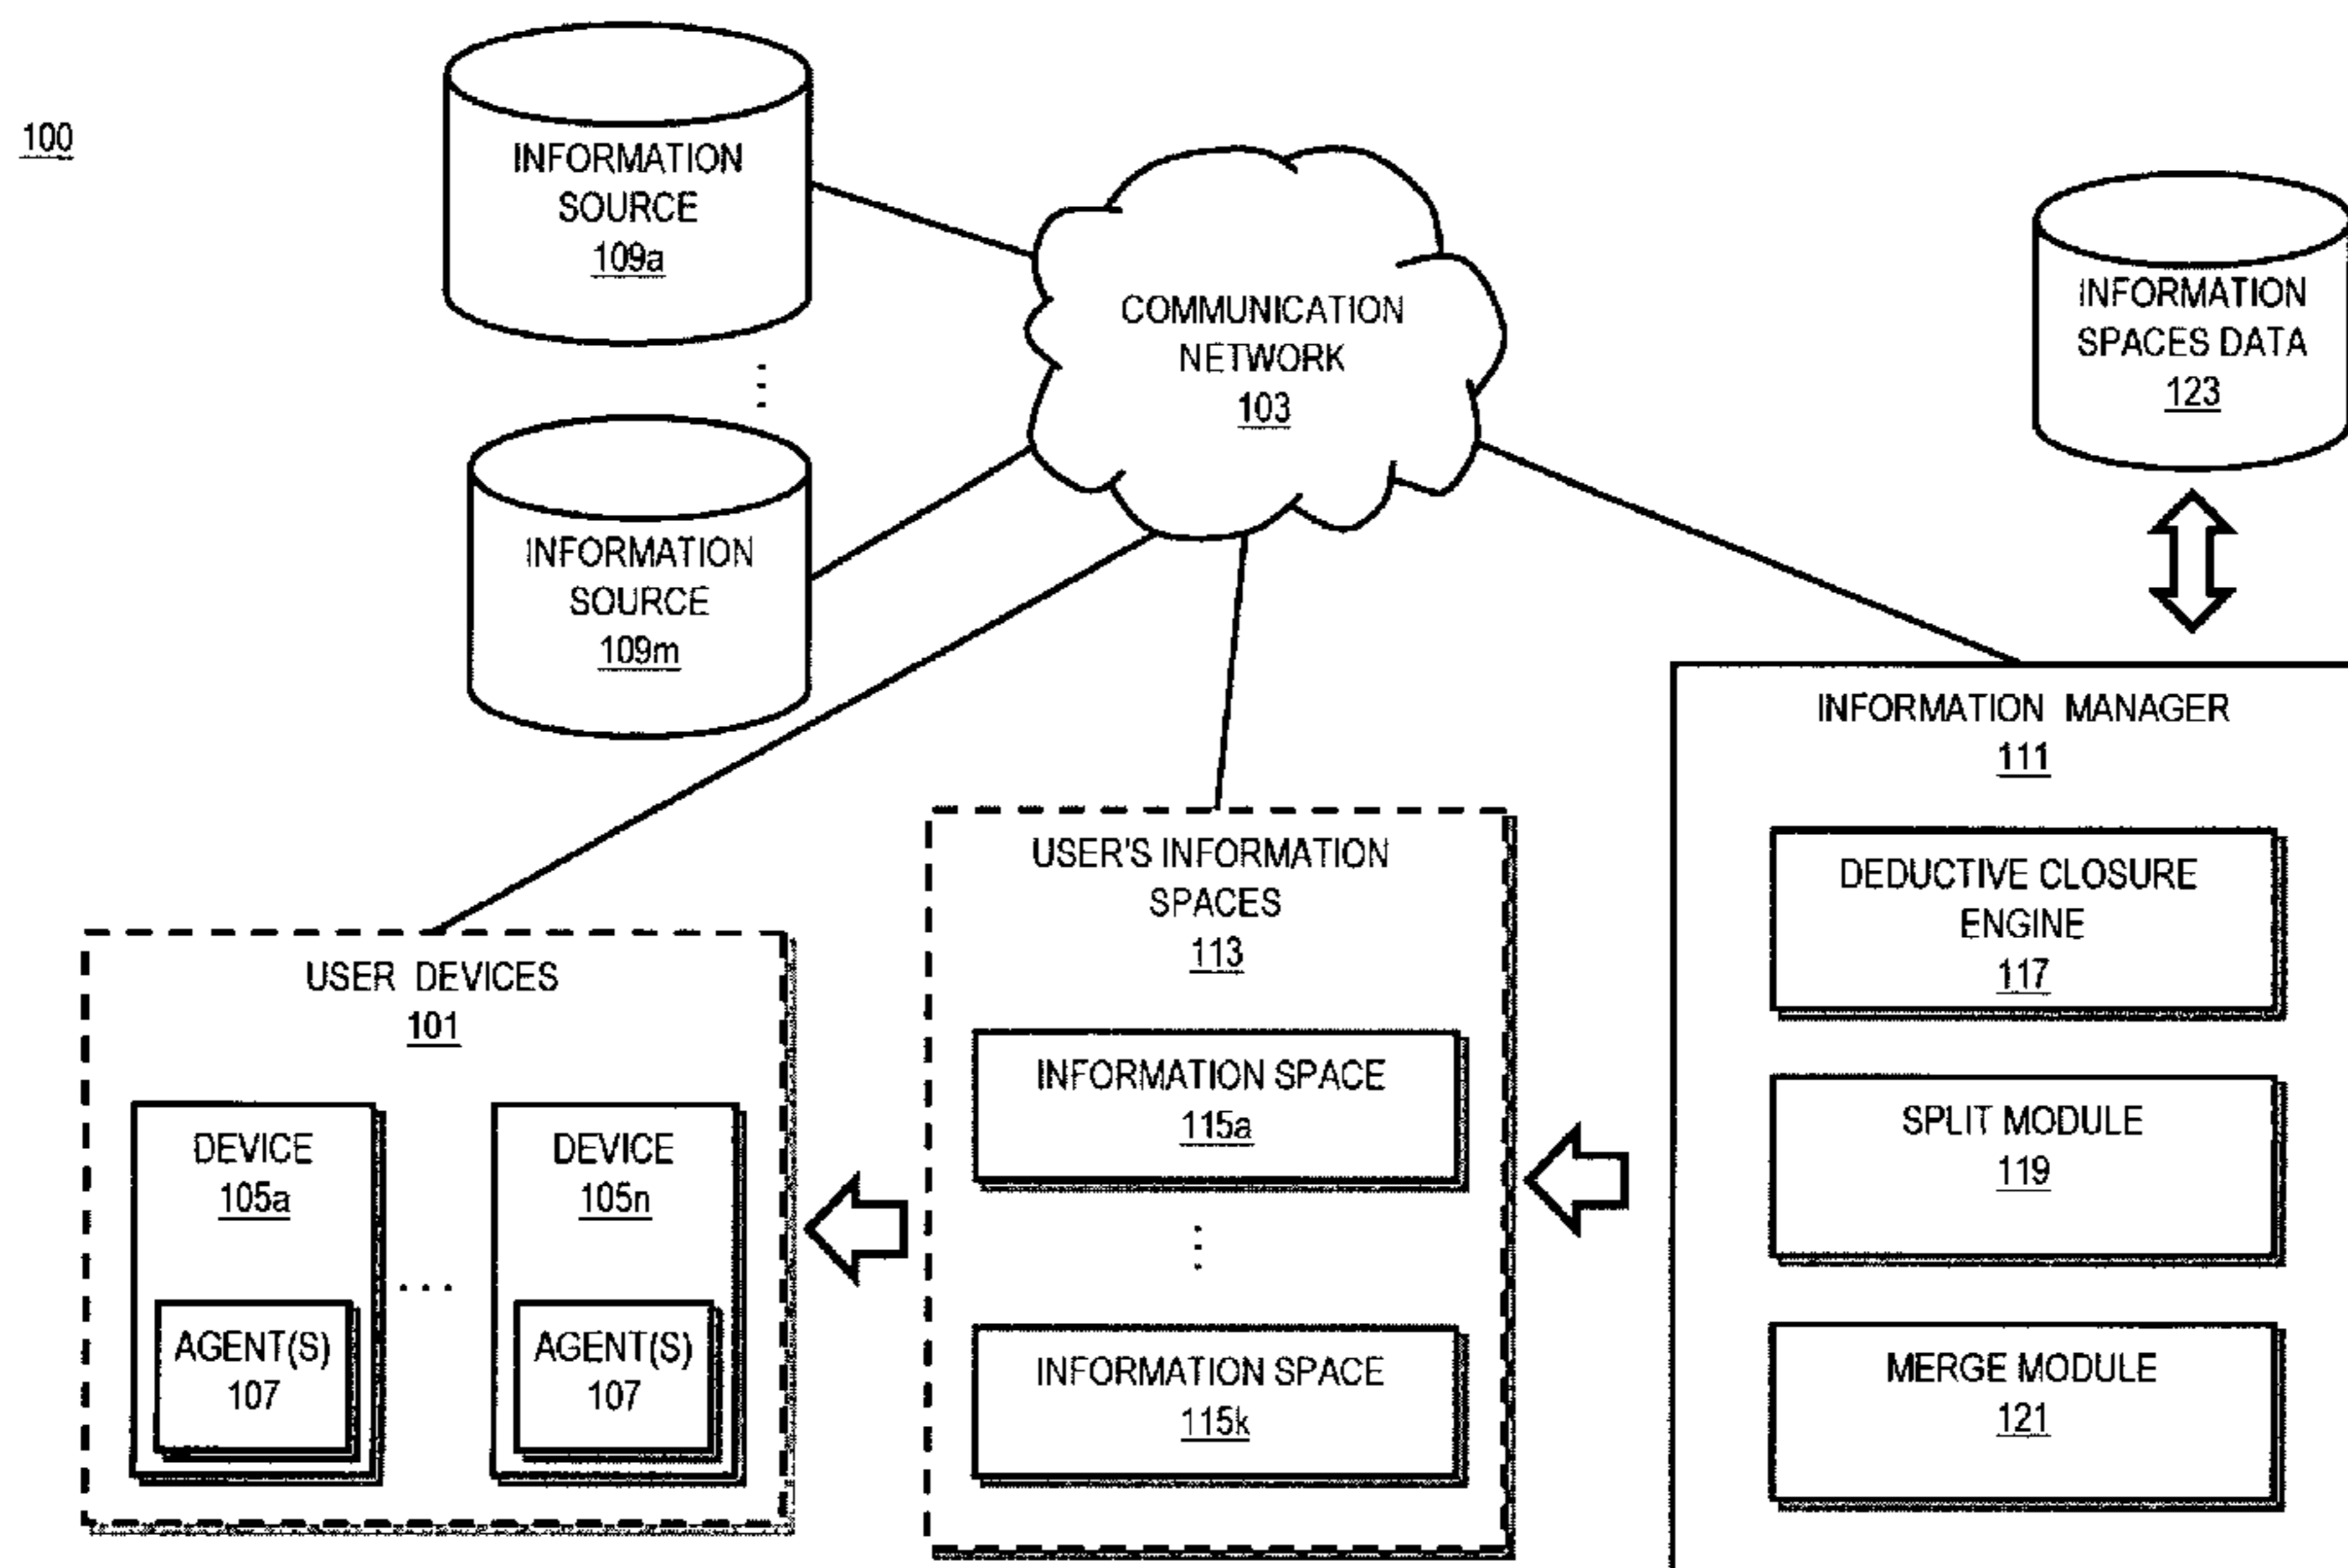 100
INFORMATION
SOURCE
109a
INFORMATION
SOURCE
109m
COMMUNICATION
NETWORK
103
INFORMATION
SPACES DATA
123
USER DEVICES
101
DEVICE
105a
AGENT(S)
107
...
DEVICE
105n
AGENT(S)
107
USER'S INFORMATION
SPACES
113
INFORMATION SPACE
115a
INFORMATION SPACE
115k
INFORMATION MANAGER
111
DEDUCTIVE CLOSURE
ENGINE
117
SPLIT MODULE
119
MERGE MODULE
121